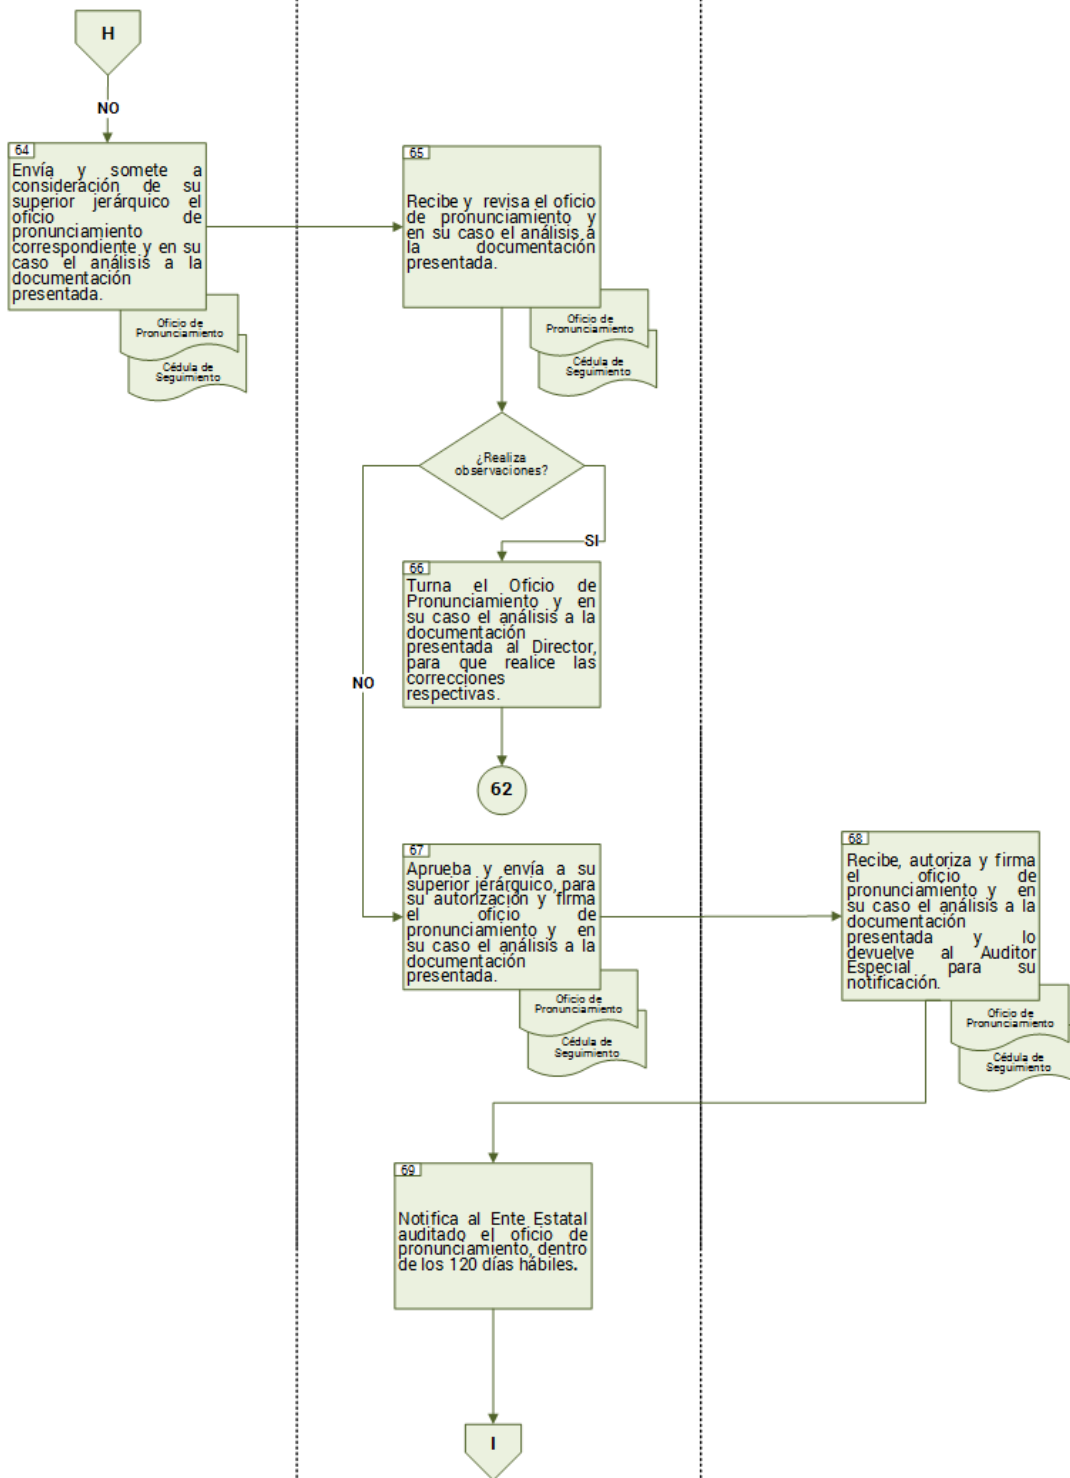 H
NO
64
Envía y somete a
consideración de su
superior jerárquico el
oficio de
pronunciamiento
correspondiente y en su
caso el análisis a la
documentación
presentada.
Oficio de
Pronunciamiento
Cédula de
Seguimiento
65
Recibe y revisa el oficio
de pronunciamiento y
en su caso el análisis a
la documentación
presentada.
Oficio de
Pronunciamiento
Cédula de
Seguimiento
¿Realiza
observaciones?
SI
66
Turna el Oficio de
Pronunciamiento y en
su caso el análisis a la
documentación
presentada al Director,
para que realice las
correcciones
respectivas.
NO
62
67
Aprueba y envía a su
superior jerárquico, para
su autorización y firma
el oficio de
pronunciamiento y en
su caso el análisis a la
documentación
presentada.
Oficio de
Pronunciamiento
Cédula de
Seguimiento
68
Recibe, autoriza y firma
el oficio de
pronunciamiento y en
su caso el análisis a la
documentación
presentada y lo
devuelve al Auditor
Especial para su
notificación.
Oficio de
Pronunciamiento
Cédula de
Seguimiento
69
Notifica al Ente Estatal
auditado el oficio de
pronunciamiento, dentro
de los 120 días hábiles.
I